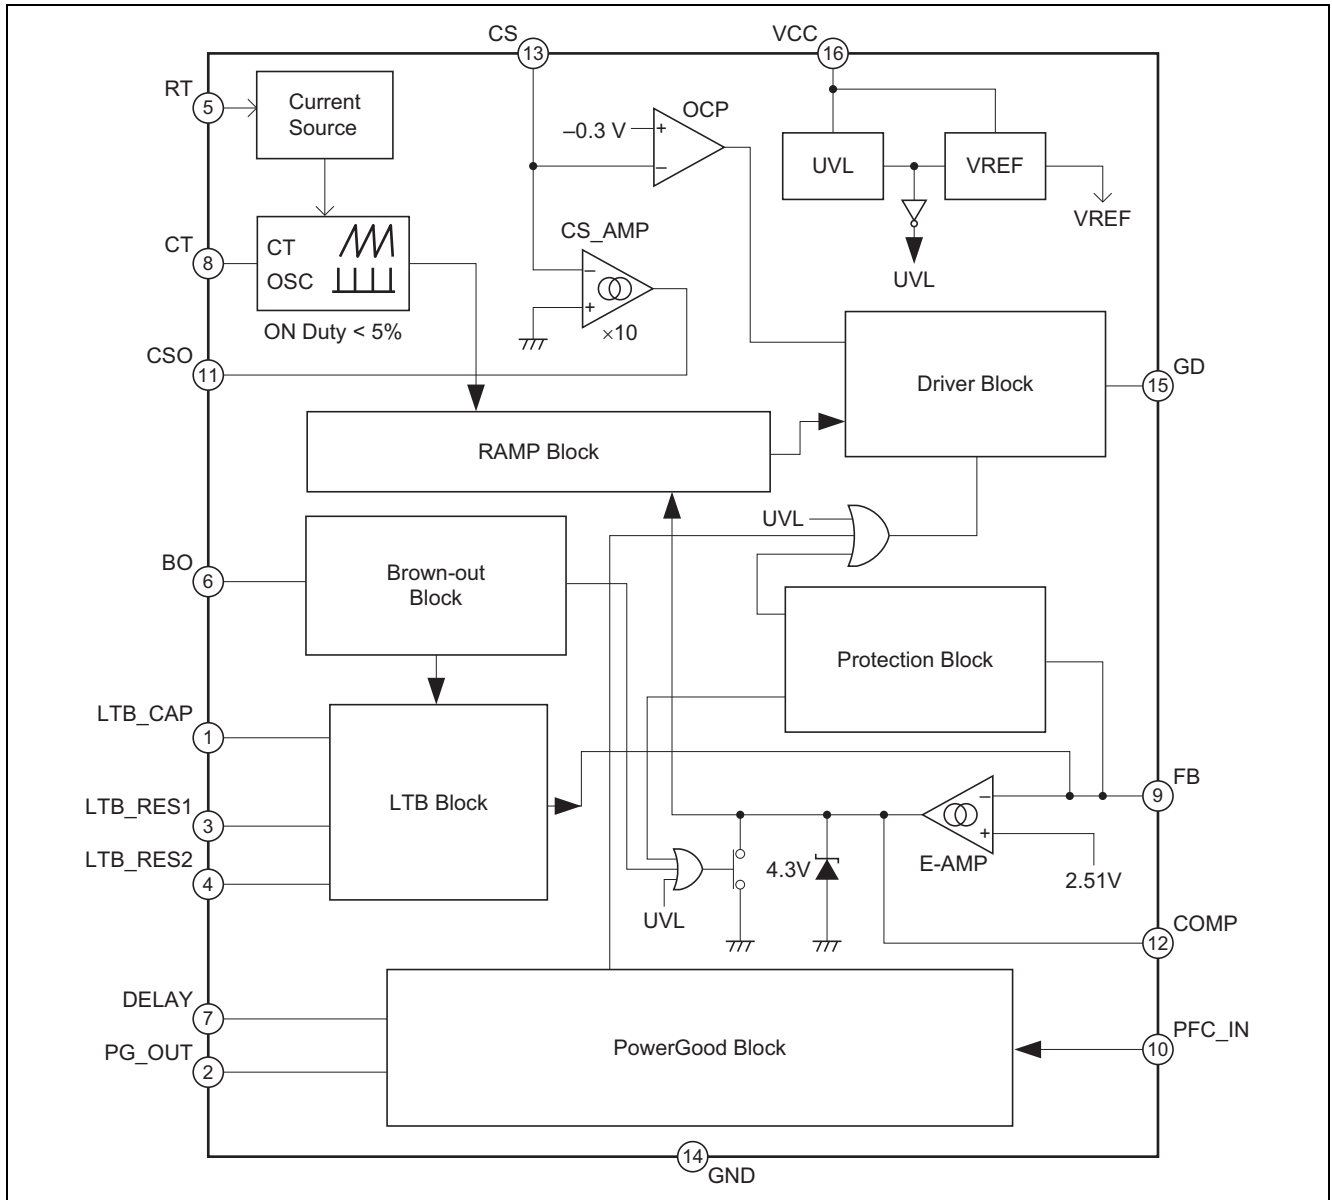 CS
13
VCC
16
RT
5
Current
Source
OCP
–0.3 V
+
–
UVL
VREF
VREF
UVL
CT
8
CT
OSC
ON Duty < 5%
CS_AMP
–
+
×10
CSO
11
Driver Block
GD
15
RAMP Block
UVL
BO
6
Brown-out
Block
Protection Block
LTB_CAP
1
LTB_RES1
3
LTB_RES2
4
LTB Block
FB
9
–
+
E-AMP
2.51V
4.3V
UVL
COMP
12
DELAY
7
PG_OUT
2
PowerGood Block
PFC_IN
10
14
GND